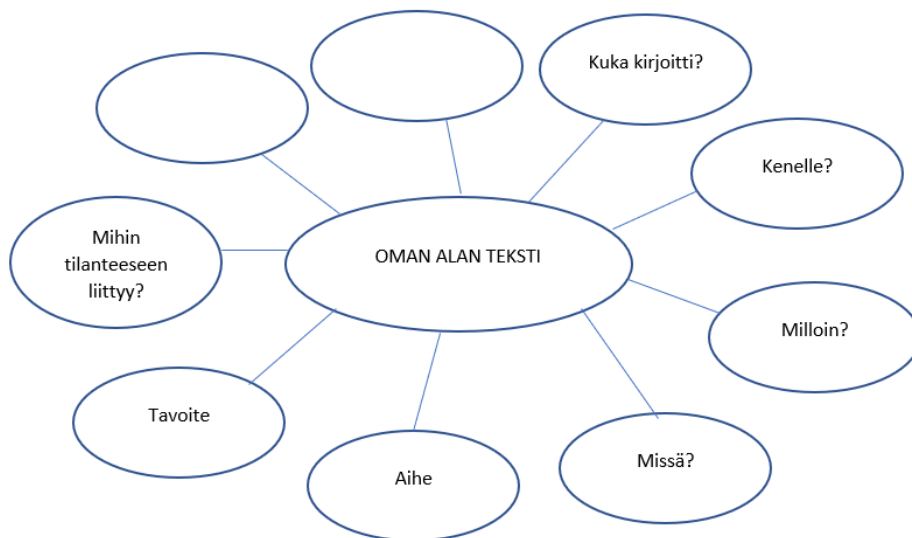 Kuka kirjoitti?
Kenelle?
Mihin
tilanteeseen
liittyy?
OMAN ALAN TEKSTI
Milloin?
Tavoite
Missä?
Aihe